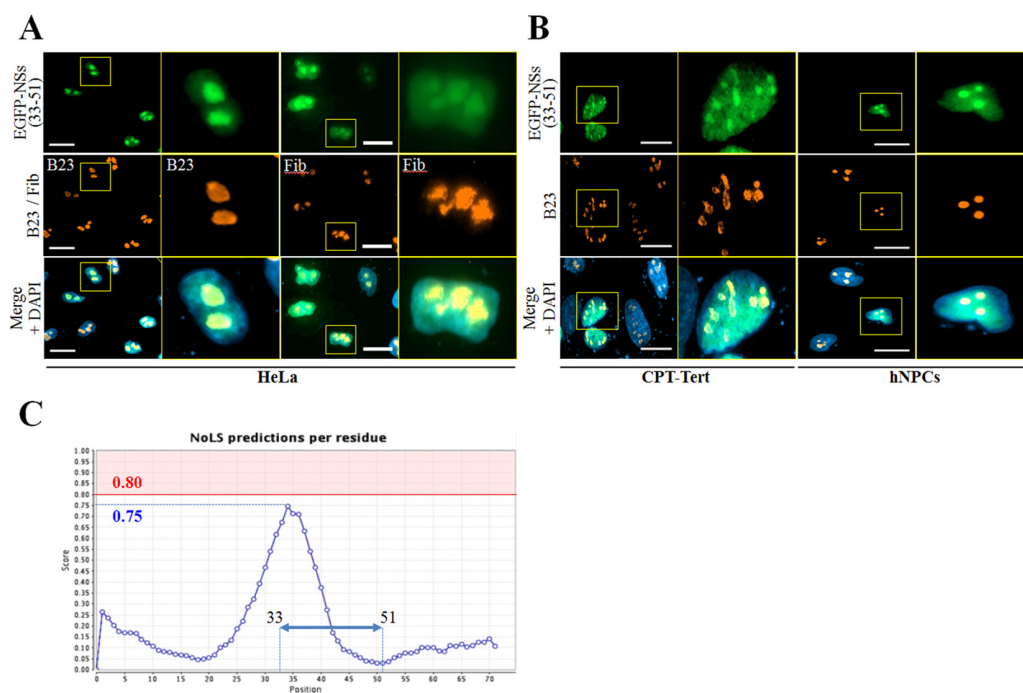 A
B
EGFP-NSs
(33-51)
EGFP-NSs
(33-51)
B23 / Fib
B23
B23
Fib
Fib
B23
Merge
+ DAPI
Merge
+ DAPI
HeLa
CPT-Tert
hNPCs
C
NoLS predictions per residue
1.00
0.95
0.90
0.85
0.80
0.75
0.70
0.65
0.60
0.55
0.50
0.45
0.40
0.35
0.30
0.25
0.20
0.15
0.10
0.05
0.00
Score
0.80
0.75
33
51
0 5 10 15 20 25 30 35 40 45 50 55 60 65 70
Position